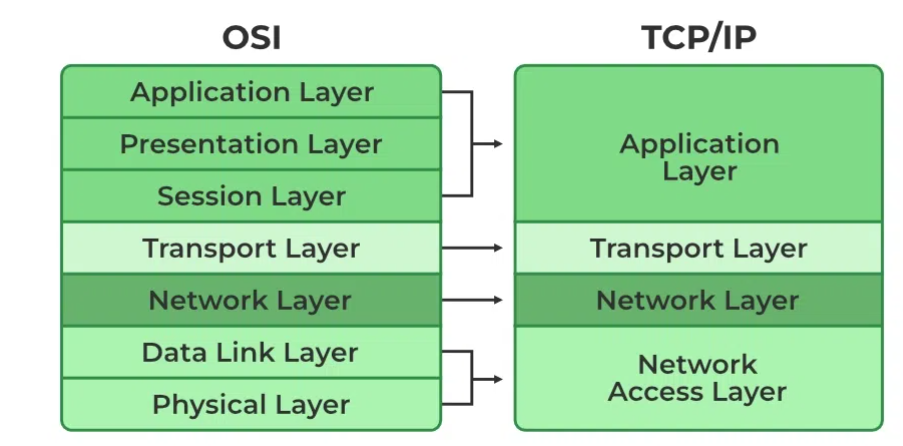 OSI
TCP/IP
Application Layer
Presentation Layer
Session Layer
Transport Layer
Network Layer
Data Link Layer
Physical Layer
Application
Layer
Transport Layer
Network Layer
Network
Access Layer